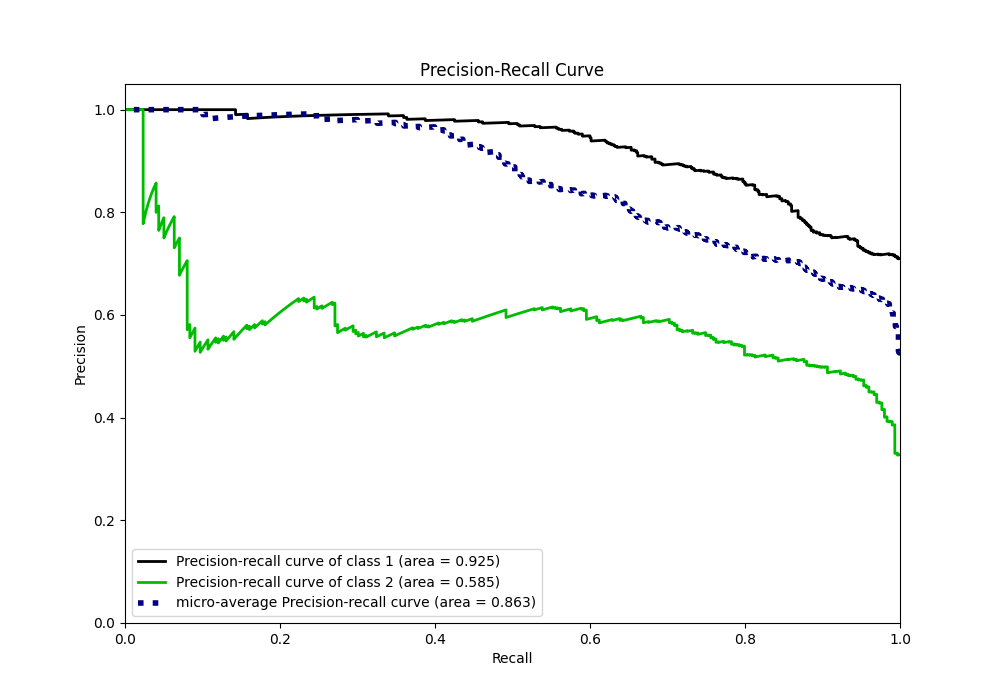 Precision-Recall Curve
1.0
0.8
0.6
0.4
0.2
0.0
Precision
Precision-recall curve of class 1 (area = 0.925)
Precision-recall curve of class 2 (area = 0.585)
micro-average Precision-recall curve (area = 0.863)
0.0 0.2 0.4 0.6 0.8 1.0
Recall